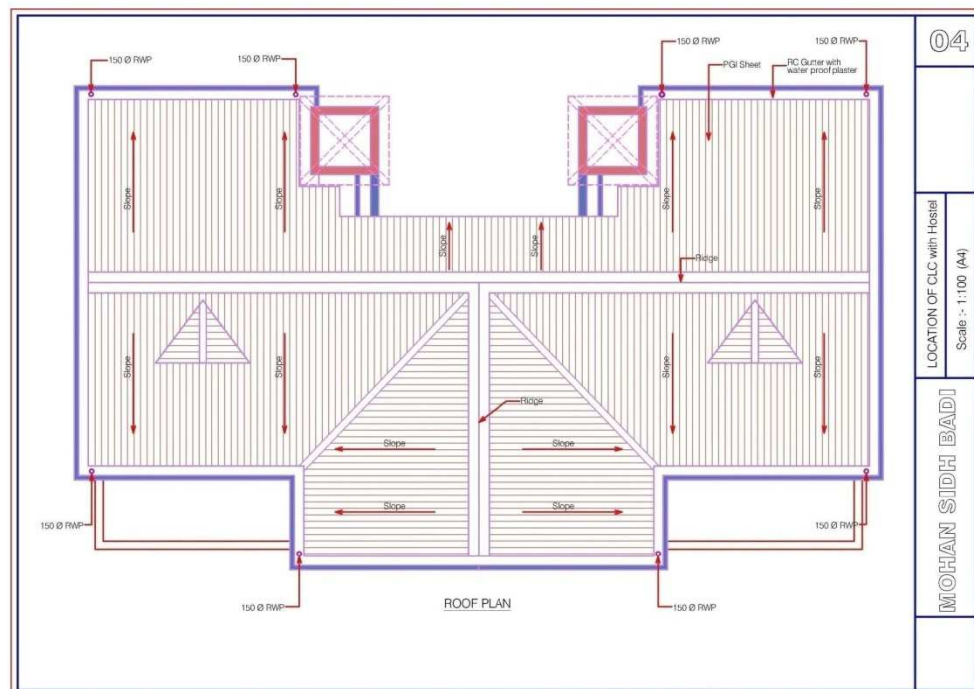 150 Ø RWP
150 Ø RWP
150 Ø RWP
150 Ø RWP
PGI Sheet
RC Gutter with
water proof plaster
Slope
Slope
Slope
Slope
Slope
Slope
Ridge
Slope
Slope
Slope
Slope
Ridge
Slope
Slope
Slope
Slope
150 Ø RWP
150 Ø RWP
150 Ø RWP
150 Ø RWP
ROOF PLAN
04
LOCATION OF CLC with Hostel
Scale :- 1:100 (A4)
MOHAN SIDH BADI